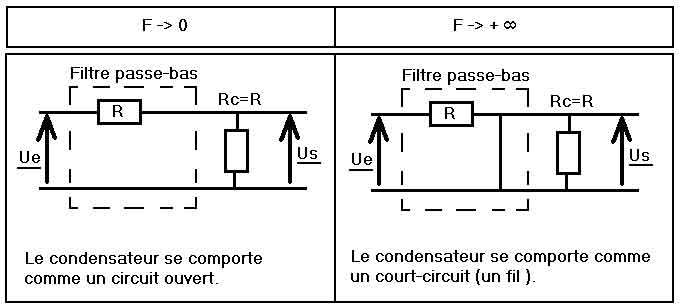 F -> 0
F -> + ∞
Filtre passe-bas
R
Rc=R
Ue
Us
Le condensateur se comporte
comme un circuit ouvert.
Filtre passe-bas
R
Rc=R
Ue
Us
Le condensateur se comporte comme
un court-circuit (un fil ).